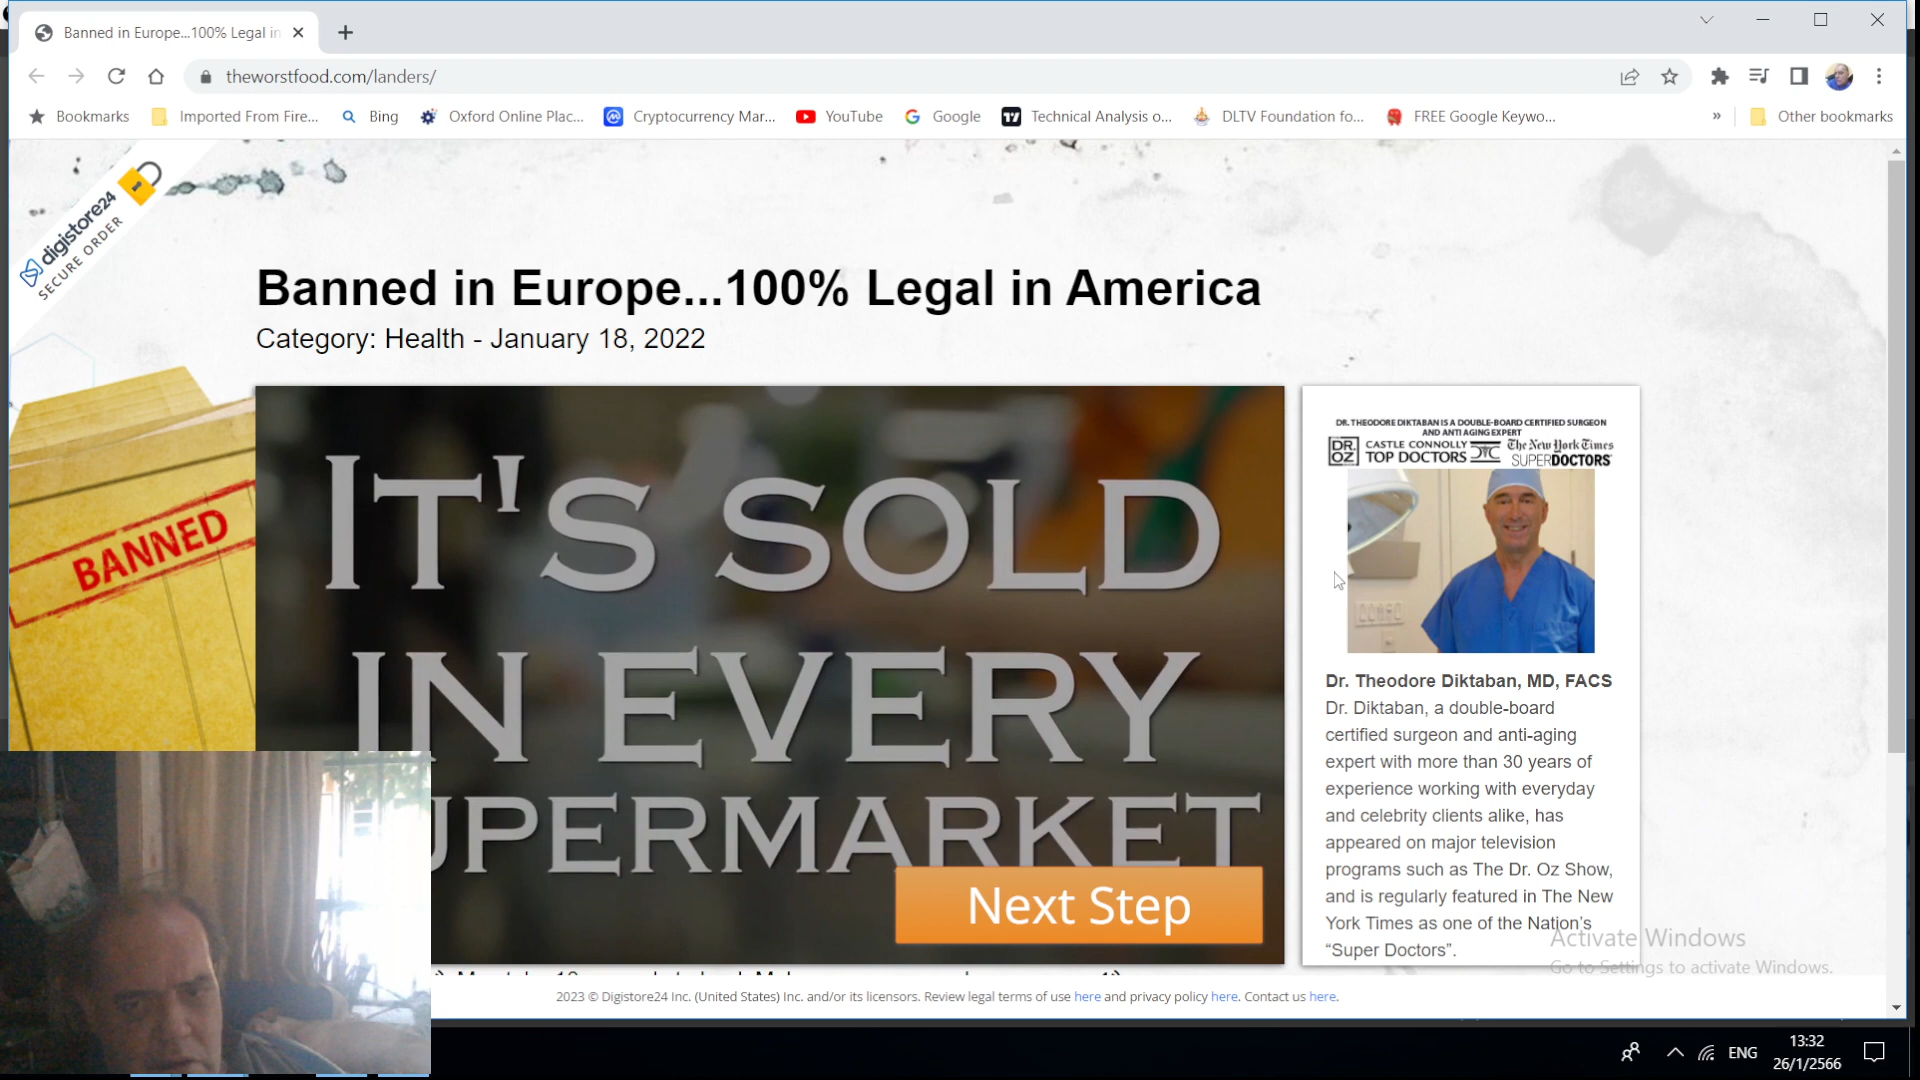 Banned in Europe...100% Legal in
theworstfood.com/landers/
Bookmarks
Imported From Fire...
Bing
Oxford Online Plac...
Cryptocurrency Mar...
YouTube
Google
Technical Analysis o...
DLTV Foundation fo...
FREE Google Keywo...
»
Other bookmarks
digistore24
SECURE ORDER
Banned in Europe...100% Legal in America
Category: Health - January 18, 2022
BANNED
IT'S SOLD
IN EVERY
UPERMARKET
Next Step
DR. THEODORE DIKTABAN IS A DOUBLE-BOARD CERTIFIED SURGEON
AND ANTI AGING EXPERT
DR. OZ
CASTLE CONNOLLY
TOP DOCTORS
The New York Times
SUPERDOCTORS
Dr. Theodore Diktaban, MD, FACS
Dr. Diktaban, a double-board
certified surgeon and anti-aging
expert with more than 30 years of
experience working with everyday
and celebrity clients alike, has
appeared on major television
programs such as The Dr. Oz Show,
and is regularly featured in The New
York Times as one of the Nation's
“Super Doctors”.
Activate Windows
Go to Settings to activate Windows.
2023 © Digistore24 Inc. (United States) Inc. and/or its licensors. Review legal terms of use here and privacy policy here. Contact us here.
ENG
13:32
26/1/2566